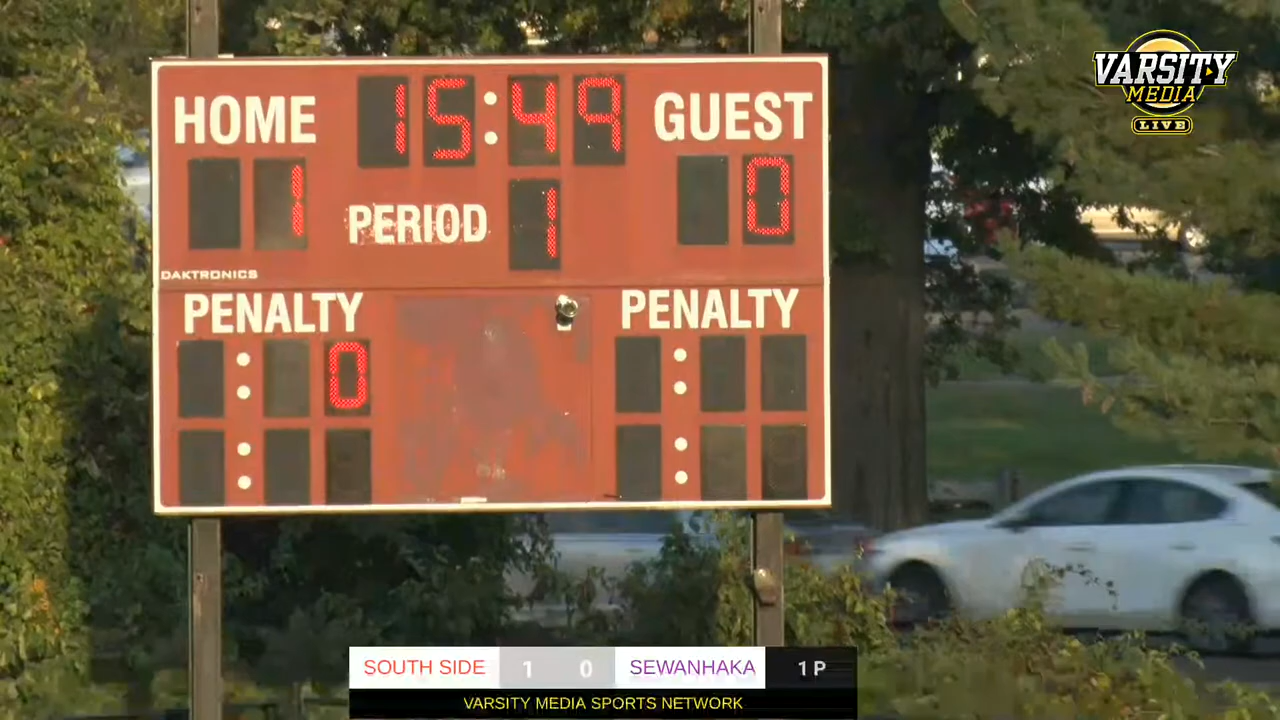 VARSITY
MEDIA
LIVE
HOME 15:49 GUEST
1 PERIOD 1 0
DAKTRONICS
PENALTY PENALTY
: 0 :
: :
SOUTH SIDE 1 0 SEWANHAKA 1 P
VARSITY MEDIA SPORTS NETWORK